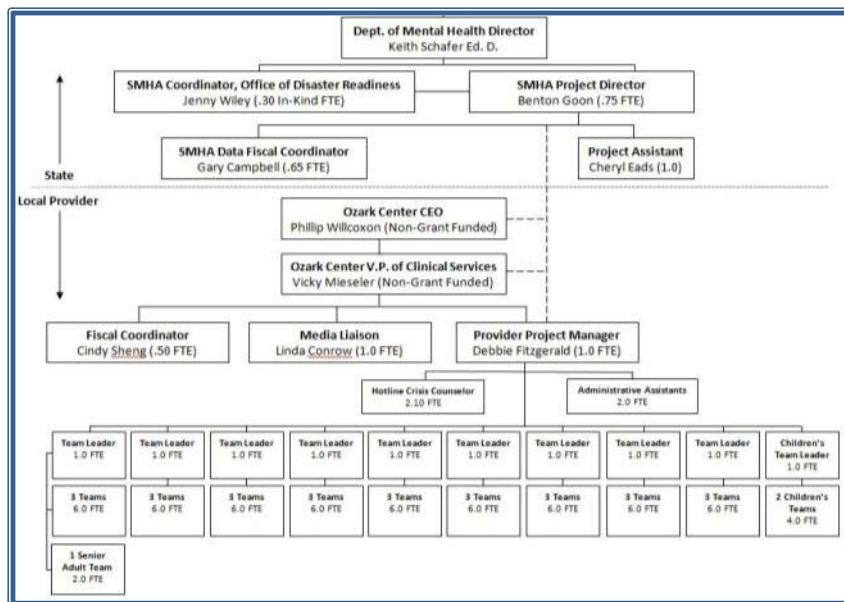 Dept. of Mental Health Director
Keith Schafer Ed. D.
SMHA Coordinator, Office of Disaster Readiness
Jenny Wiley (.30 In-Kind FTE)
SMHA Project Director
Benton Goon (.75 FTE)
SMHA Data Fiscal Coordinator
Gary Campbell (.65 FTE)
Project Assistant
Cheryl Eads (1.0)
State
Local Provider
Ozark Center CEO
Phillip Willcoxon (Non-Grant Funded)
Ozark Center V.P. of Clinical Services
Vicky Mieseler (Non-Grant Funded)
Fiscal Coordinator
Cindy Sheng (.50 FTE)
Media Liaison
Linda Conrow (1.0 FTE)
Provider Project Manager
Debbie Fitzgerald (1.0 FTE)
Hotline Crisis Counselor
2.10 FTE
Administrative Assistants
2.0 FTE
Team Leader
1.0 FTE
Team Leader
1.0 FTE
Team Leader
1.0 FTE
Team Leader
1.0 FTE
Team Leader
1.0 FTE
Team Leader
1.0 FTE
Team Leader
1.0 FTE
Team Leader
1.0 FTE
Team Leader
1.0 FTE
Children's
Team Leader
1.0 FTE
3 Teams
6.0 FTE
3 Teams
6.0 FTE
3 Teams
6.0 FTE
3 Teams
6.0 FTE
3 Teams
6.0 FTE
3 Teams
6.0 FTE
3 Teams
6.0 FTE
3 Teams
6.0 FTE
3 Teams
6.0 FTE
2 Children's
Teams
4.0 FTE
1 Senior
Adult Team
2.0 FTE